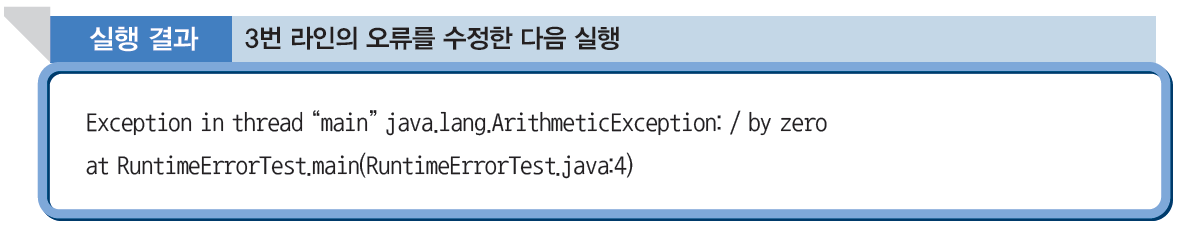 실행 결과
3번 라인의 오류를 수정한 다음 실행
Exception in thread “main” java.lang.ArithmeticException: / by zero
at RuntimeErrorTest.main(RuntimeErrorTest.java:4)